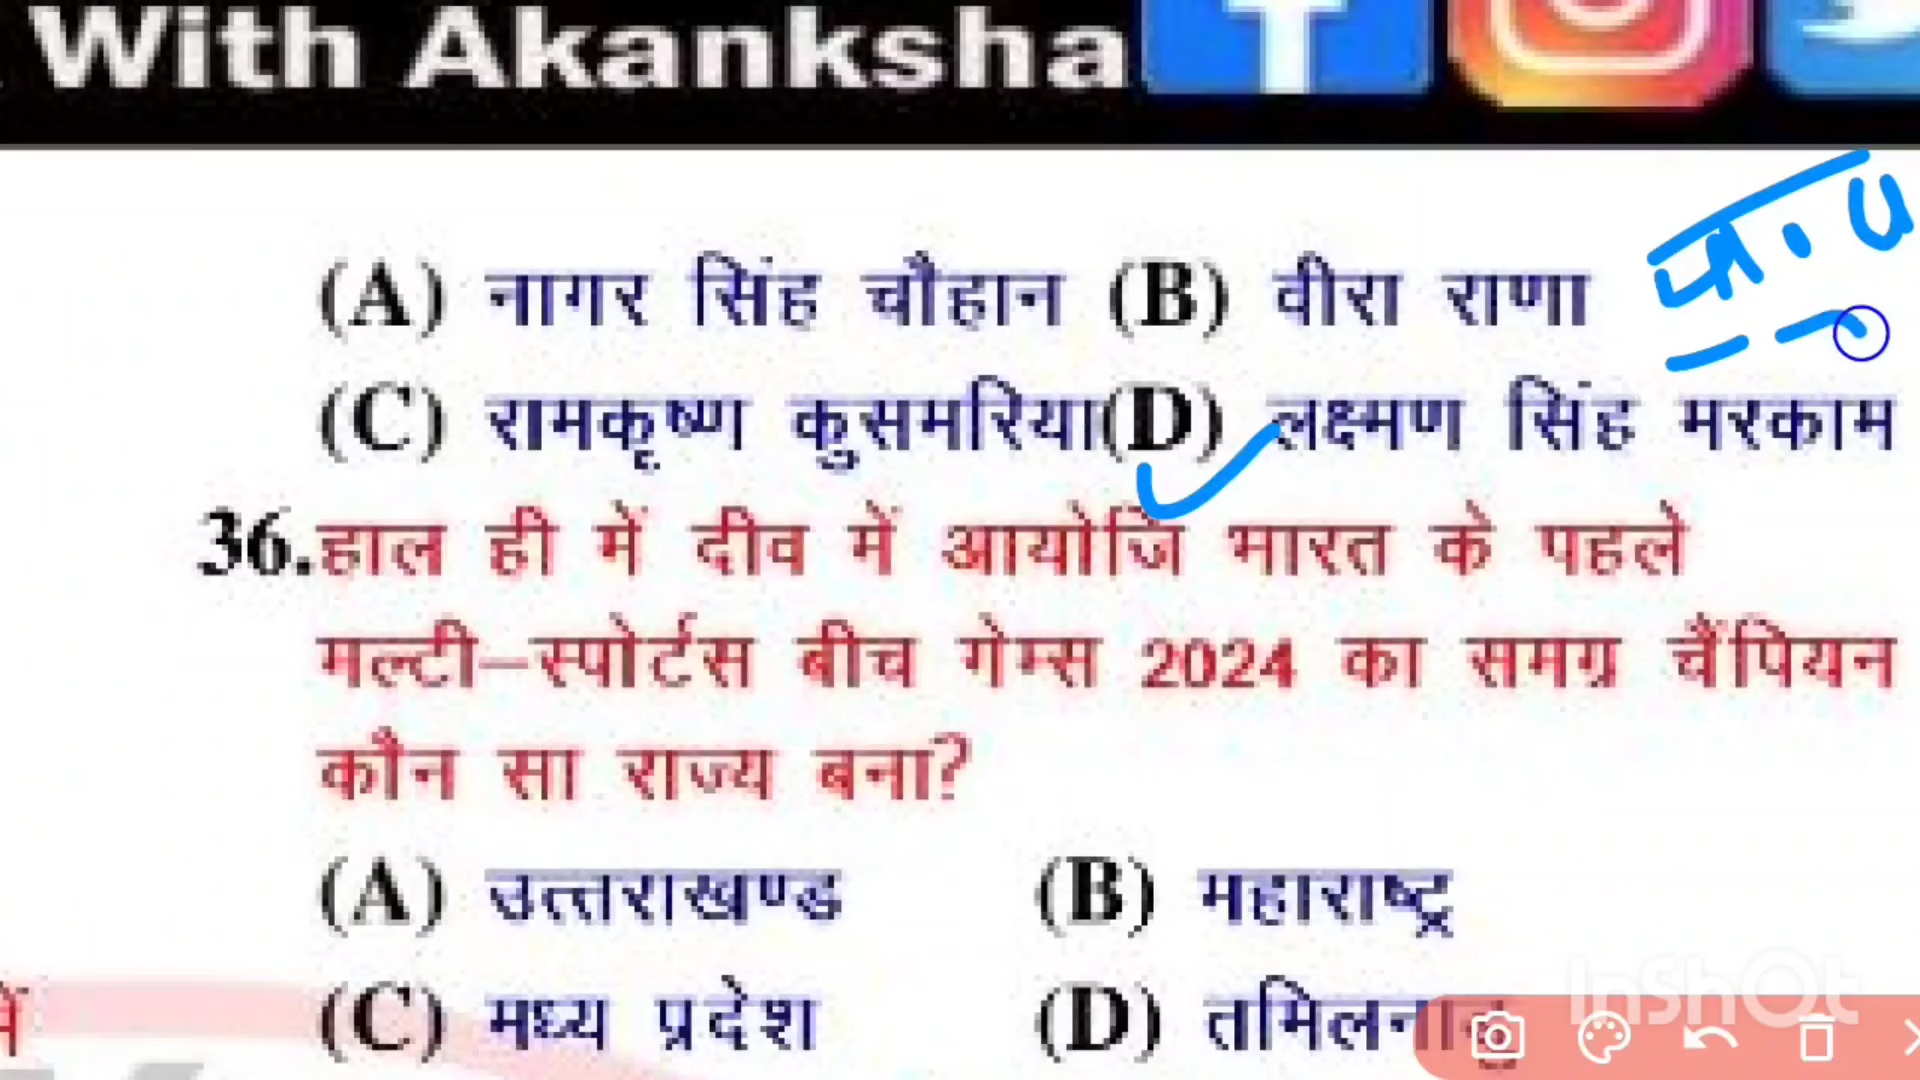 With Akanksha
म.प्र
(A) नागर सिंह चौहान (B) वीरा राणा
(C) रामकृष्ण कुसमरिया(D) लक्ष्मण सिंह मरकाम
36.हाल ही में दीव में आयोजि भारत के पहले
मल्टी–स्पोर्टस बीच गेम्स 2024 का समग्र चैंपियन
कौन सा राज्य बना?
(A) उत्तराखण्ड (B) महाराष्ट्र
(C) मध्य प्रदेश (D) तमिलनाडु
InShOt